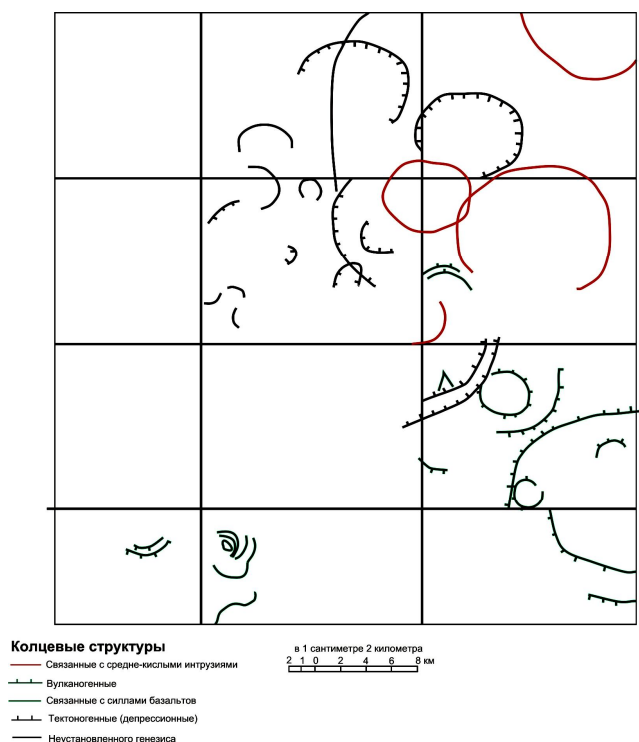 Колцевые структуры
в 1 сантиметре 2 километра
2 1 0 2 4 6 8 км
Связанные с средне-кислыми интрузиями
Вулканогенные
Связанные с силлами базальтов
Тектоногенные (депрессионные)
Неустановленного генезиса